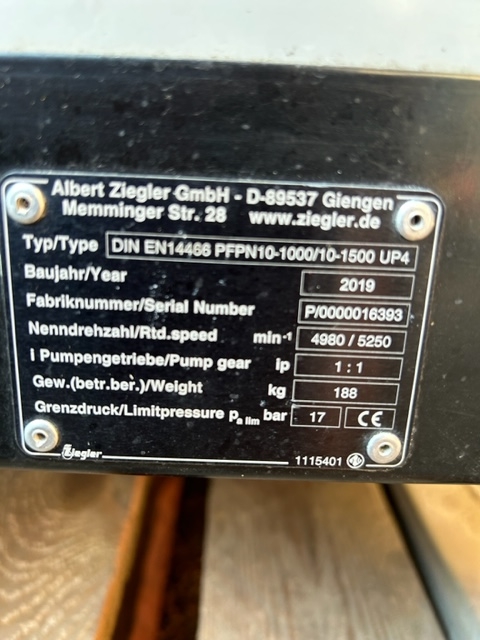 Albert Ziegler GmbH - D-89537 Giengen
Memminger Str. 28 www.ziegler.de
Typ/Type DIN EN14466 PFPN10-1000/10-1500 UP4
Baujahr/Year 2019
Fabriknummer/Serial Number P/0000016393
Nenndrehzahl/Rtd.speed min-1 4980 / 5250
I Pumpengetriebe/Pump gear ip 1 : 1
Gew.(betr.ber.)/Weight kg 188
Grenzdruck/Limitpressure pa lim bar 17 CE
Ziegler 1115401